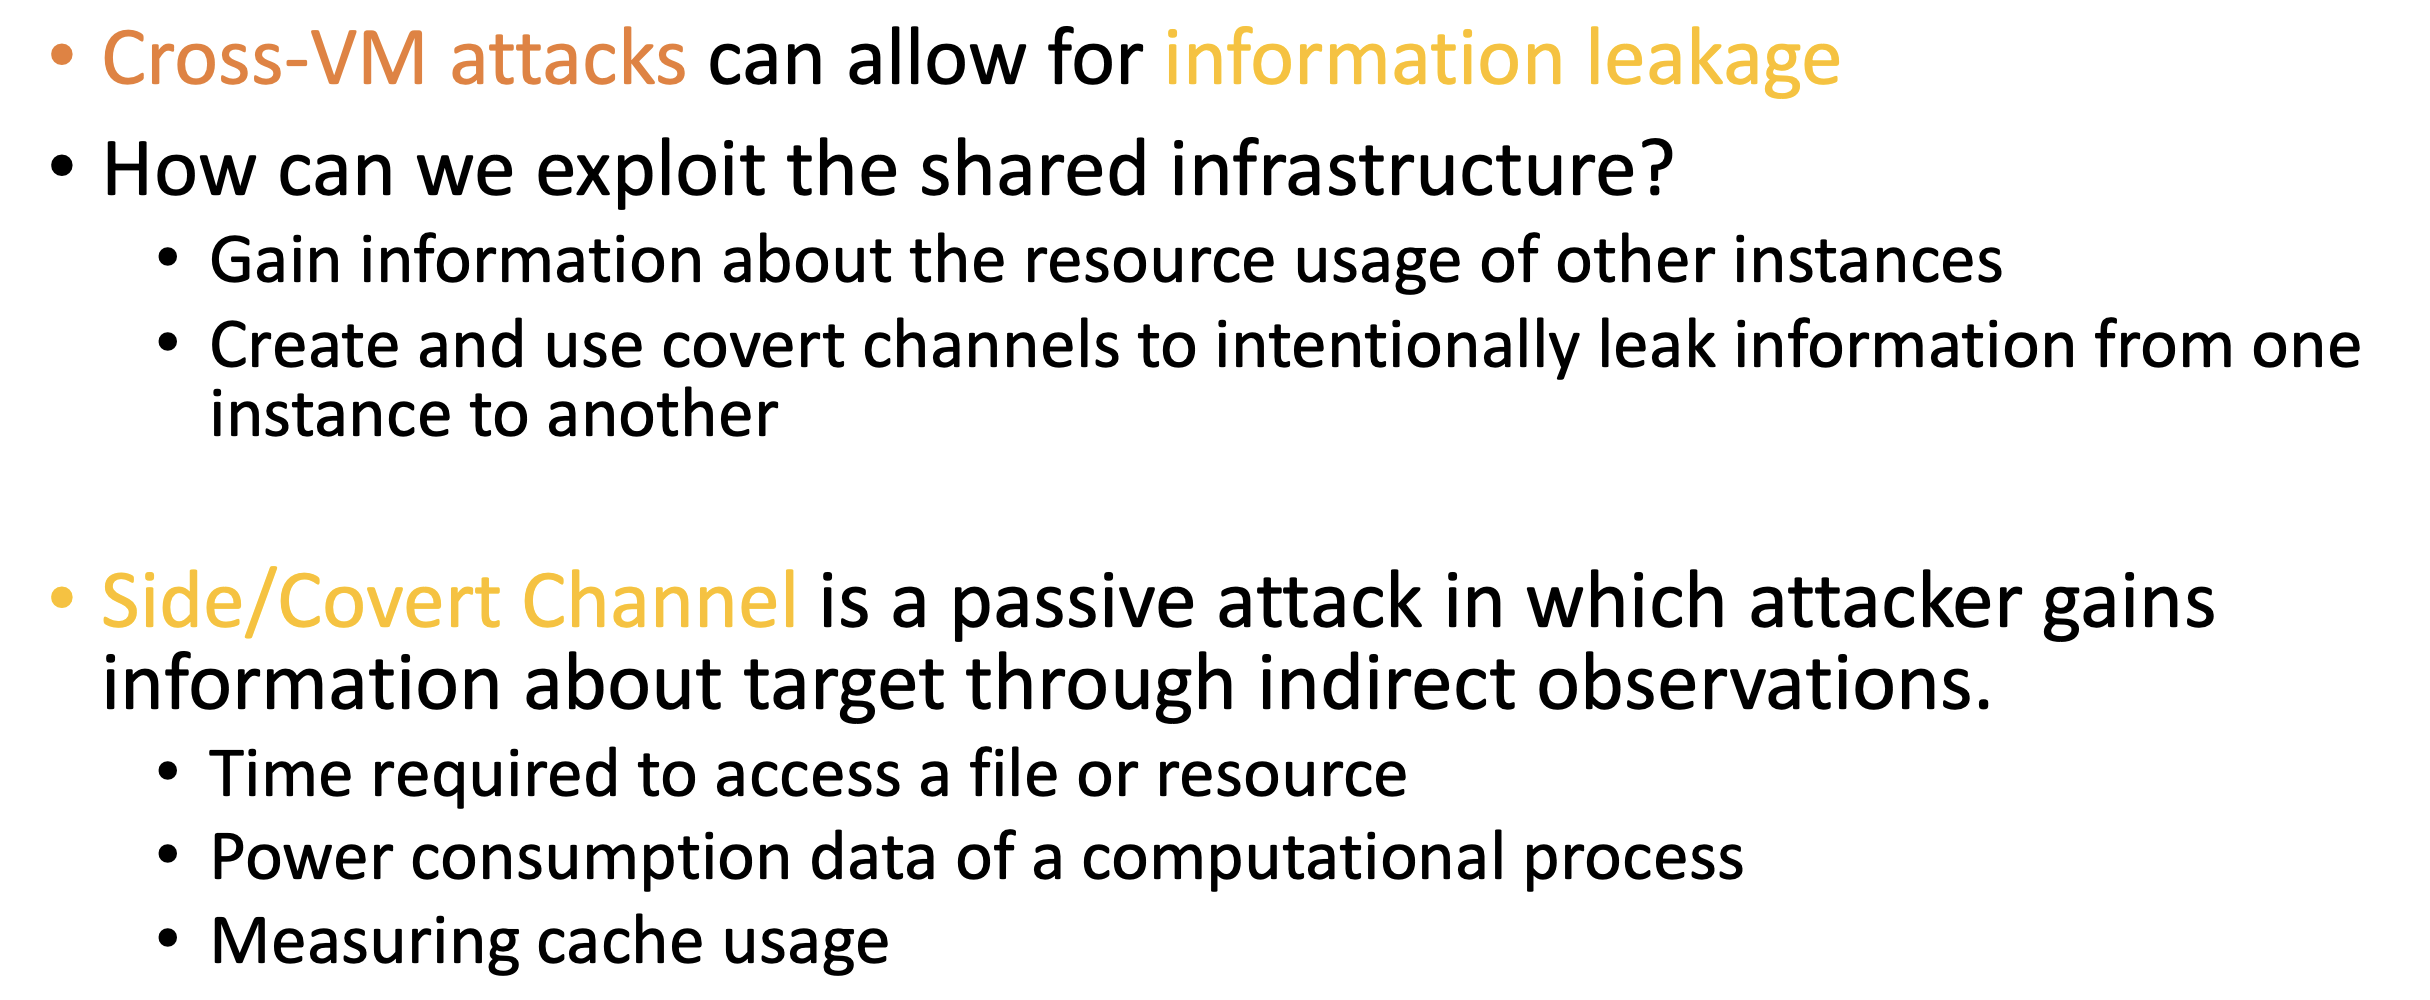 • Cross-VM attacks can allow for information leakage
• How can we exploit the shared infrastructure?
• Gain information about the resource usage of other instances
• Create and use covert channels to intentionally leak information from one
instance to another
• Side/Covert Channel is a passive attack in which attacker gains
information about target through indirect observations.
• Time required to access a file or resource
• Power consumption data of a computational process
• Measuring cache usage